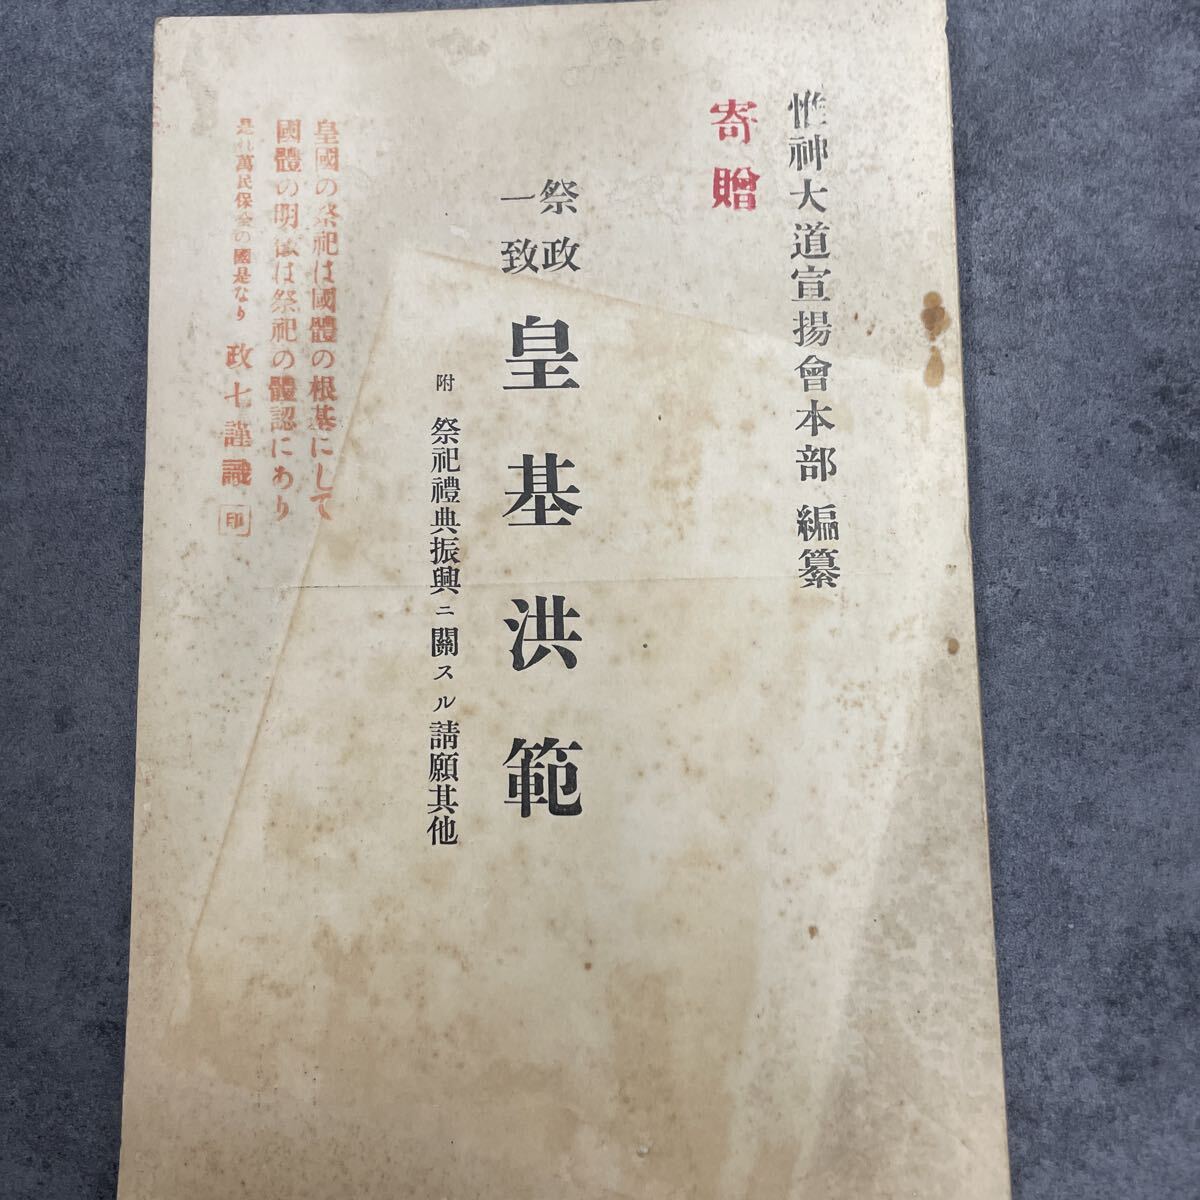 惟神大道宣揚會本部 編纂
寄贈
祭政
一致
皇基洪範
附 祭祀禮典振興ニ關スル請願其他
皇國の祭祀は國體の根基にして
國體の明徴は祭祀の體認にあり
是れ萬民保全の國是なり 政七謹識 印